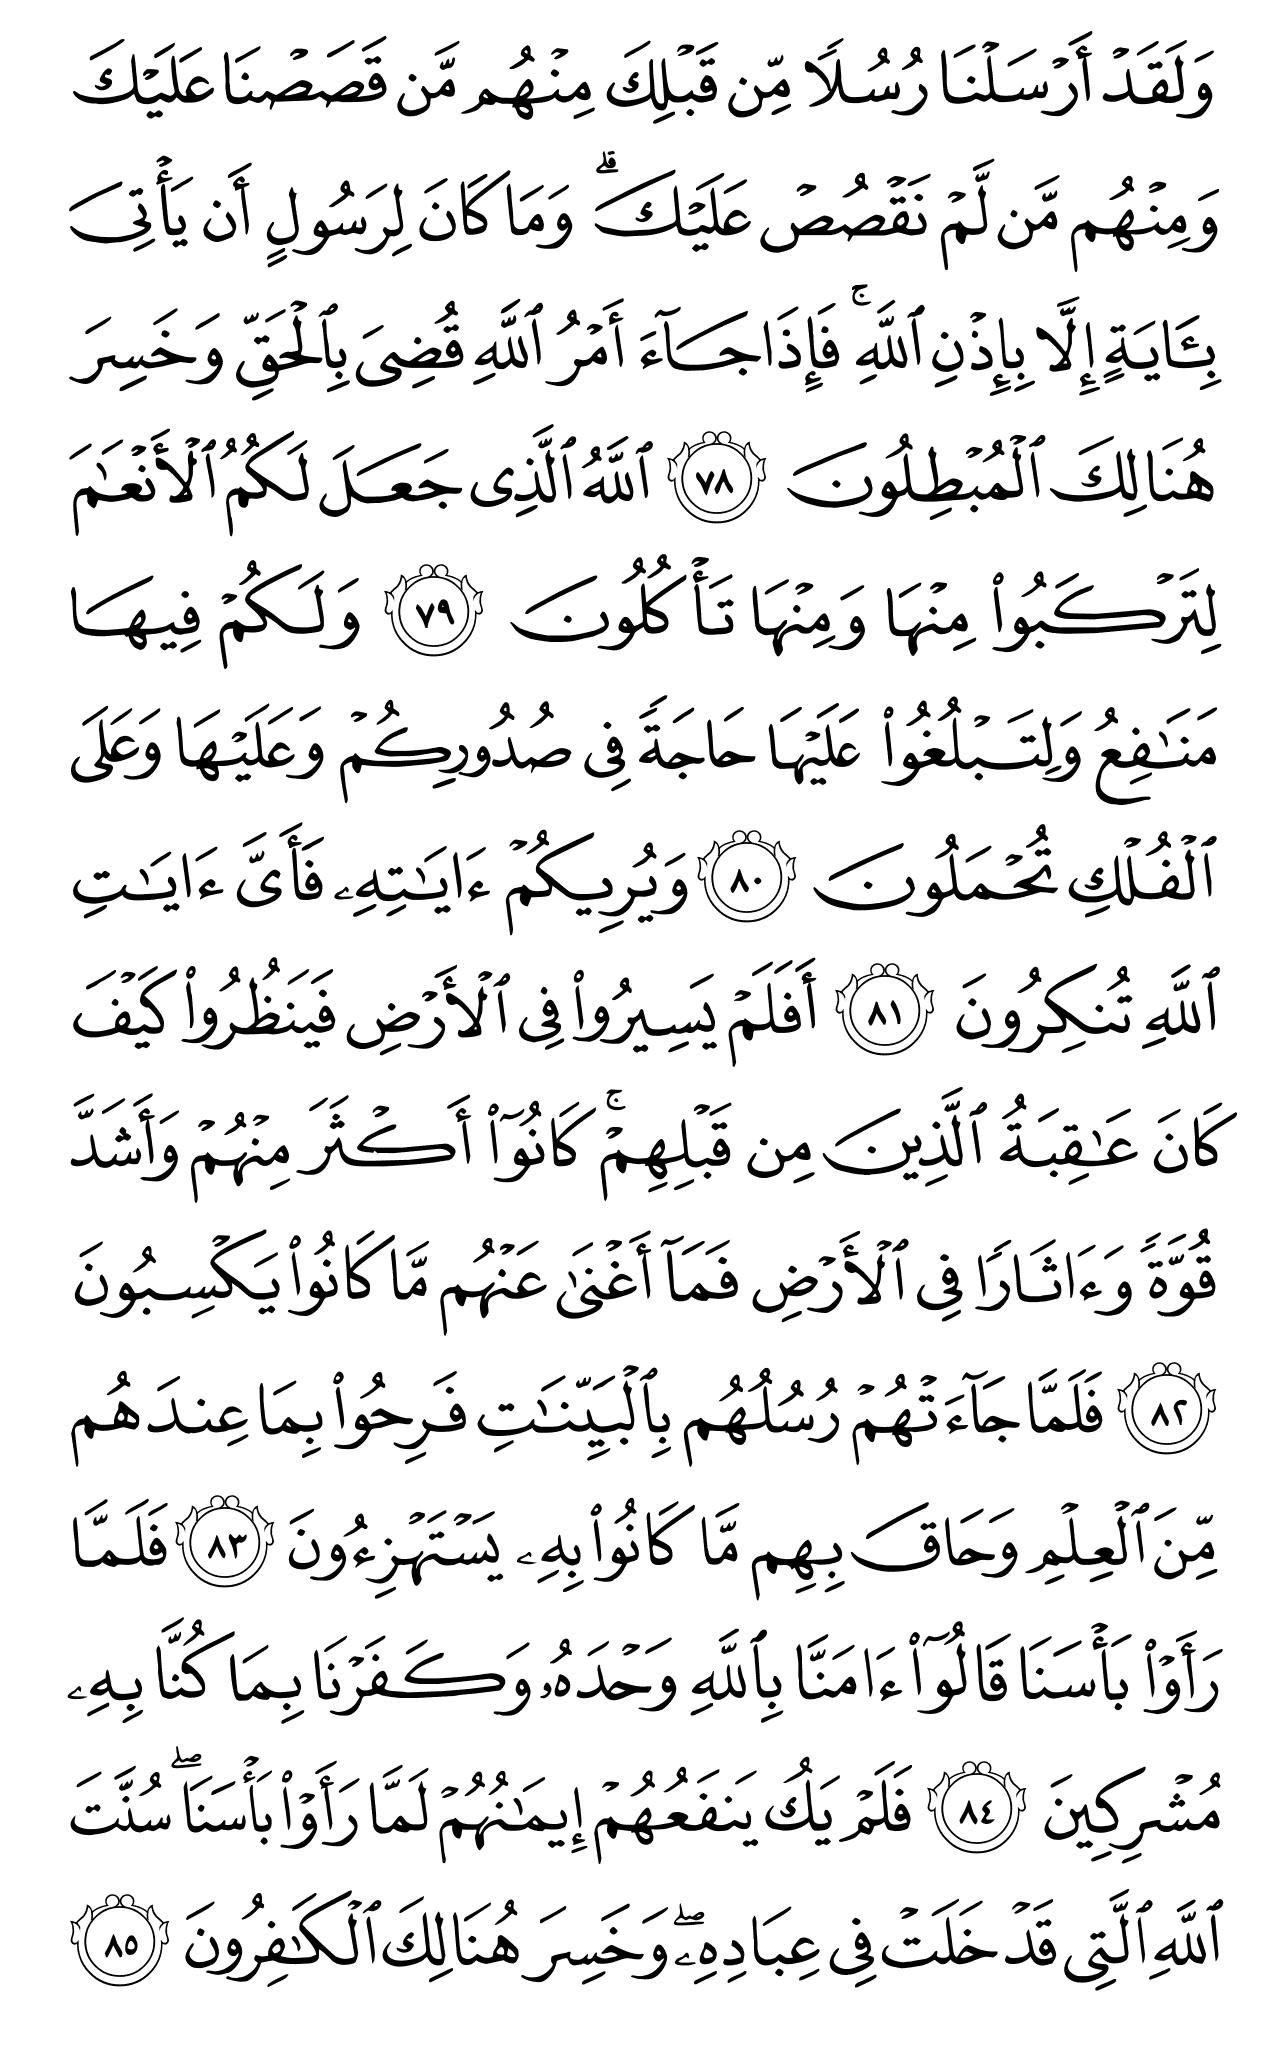 وَلَقَدۡ أَرۡسَلۡنَا رُسُلًا مِّن قَبۡلِكَ مِنۡهُم مَّن قَصَصۡنَا عَلَيۡكَ
وَمِنۡهُم مَّن لَّمۡ نَقۡصُصۡ عَلَيۡكَۗ وَمَا كَانَ لِرَسُولٍ أَن يَأۡتِيَ
بِـَٔايَةٍ إِلَّا بِإِذۡنِ ٱللَّهِۚ فَإِذَا جَآءَ أَمۡرُ ٱللَّهِ قُضِيَ بِٱلۡحَقِّ وَخَسِرَ
هُنَالِكَ ٱلۡمُبۡطِلُونَ ٧٨ ٱللَّهُ ٱلَّذِي جَعَلَ لَكُمُ ٱلۡأَنۡعَٰمَ
لِتَرۡكَبُواْ مِنۡهَا وَمِنۡهَا تَأۡكُلُونَ ٧٩ وَلَكُمۡ فِيهَا
مَنَٰفِعُ وَلِتَبۡلُغُواْ عَلَيۡهَا حَاجَةٗ فِي صُدُورِكُمۡ وَعَلَيۡهَا وَعَلَى
ٱلۡفُلۡكِ تُحۡمَلُونَ ٨٠ وَيُرِيكُمۡ ءَايَٰتِهِۦ فَأَيَّ ءَايَٰتِ
ٱللَّهِ تُنكِرُونَ ٨١ أَفَلَمۡ يَسِيرُواْ فِي ٱلۡأَرۡضِ فَيَنظُرُواْ كَيۡفَ
كَانَ عَٰقِبَةُ ٱلَّذِينَ مِن قَبۡلِهِمۡۚ كَانُوٓاْ أَكۡثَرَ مِنۡهُمۡ وَأَشَدَّ
قُوَّةٗ وَءَاثَارٗا فِي ٱلۡأَرۡضِ فَمَآ أَغۡنَىٰ عَنۡهُم مَّا كَانُواْ يَكۡسِبُونَ
٨٢ فَلَمَّا جَآءَتۡهُمۡ رُسُلُهُم بِٱلۡبَيِّنَٰتِ فَرِحُواْ بِمَا عِندَهُم
مِّنَ ٱلۡعِلۡمِ وَحَاقَ بِهِم مَّا كَانُواْ بِهِۦ يَسۡتَهۡزِءُونَ ٨٣ فَلَمَّا
رَأَوۡاْ بَأۡسَنَا قَالُوٓاْ ءَامَنَّا بِٱللَّهِ وَحۡدَهُۥ وَكَفَرۡنَا بِمَا كُنَّا بِهِۦ
مُشۡرِكِينَ ٨٤ فَلَمۡ يَكُ يَنفَعُهُمۡ إِيمَٰنُهُمۡ لَمَّا رَأَوۡاْ بَأۡسَنَاۖ سُنَّتَ
ٱللَّهِ ٱلَّتِي قَدۡ خَلَتۡ فِي عِبَادِهِۦۖ وَخَسِرَ هُنَالِكَ ٱلۡكَٰفِرُونَ ٨٥